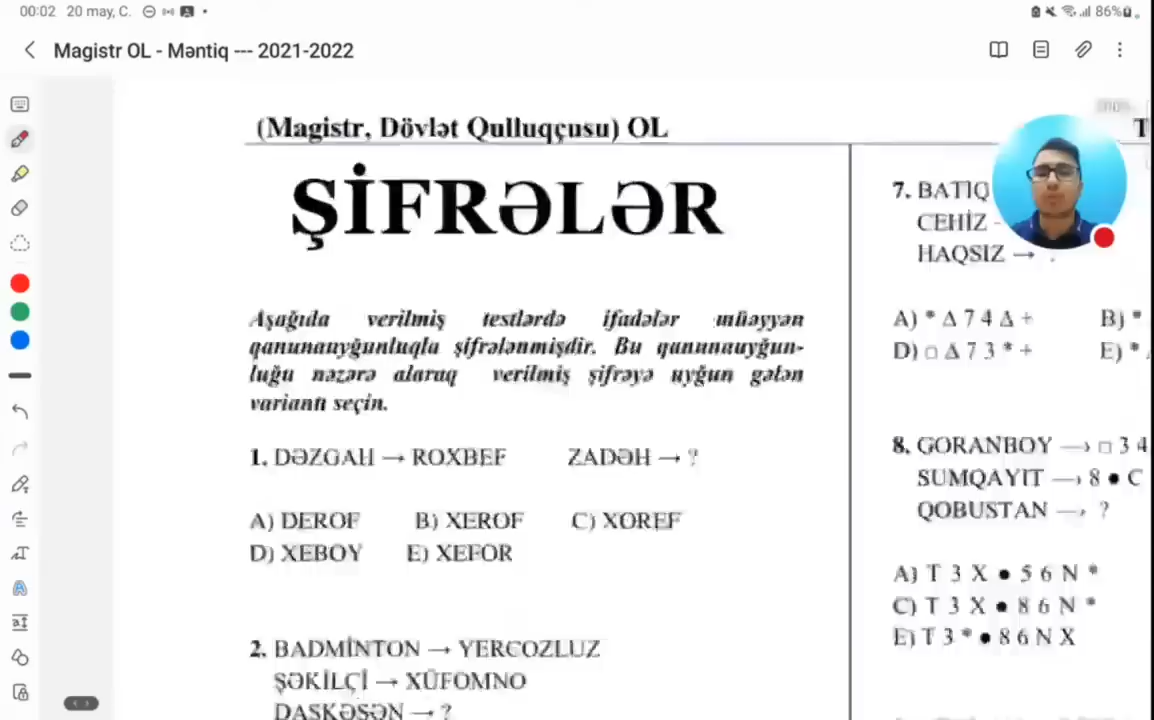 00:02 20 may, C.
86%
Magistr OL - Məntiq --- 2021-2022
(Magistr, Dövlət Qulluqçusu) OL
ŞİFRƏLƏR
Aşağıda verilmiş testlərdə ifadələr müəyyən
qanunauyğunluqla şifrələnmişdir. Bu qanunauyğun-
luğu nəzərə alaraq verilmiş şifrəyə uyğun gələn
variantı seçin.
1. DƏZGAH → ROXBEF ZADƏH → ?
A) DEROF B) XEROF C) XOREF
D) XEBOY E) XEFOR
2. BADMİNTON → YERCOZLUZ
ŞƏKİLÇİ → XÜFOMNO
DAŞKƏSƏN → ?
7. BATIQ
CEHİZ -
HAQSIZ →
A) * Δ 7 4 Δ + B) *
D) □ Δ 7 3 * + E) *
8. GORANBOY → □ 3 4
SUMQAYIT → 8 ● C
QOBUSTAN → ?
A) T 3 X ● 5 6 N *
C) T 3 X ● 8 6 N *
E) T 3 * ● 8 6 N X